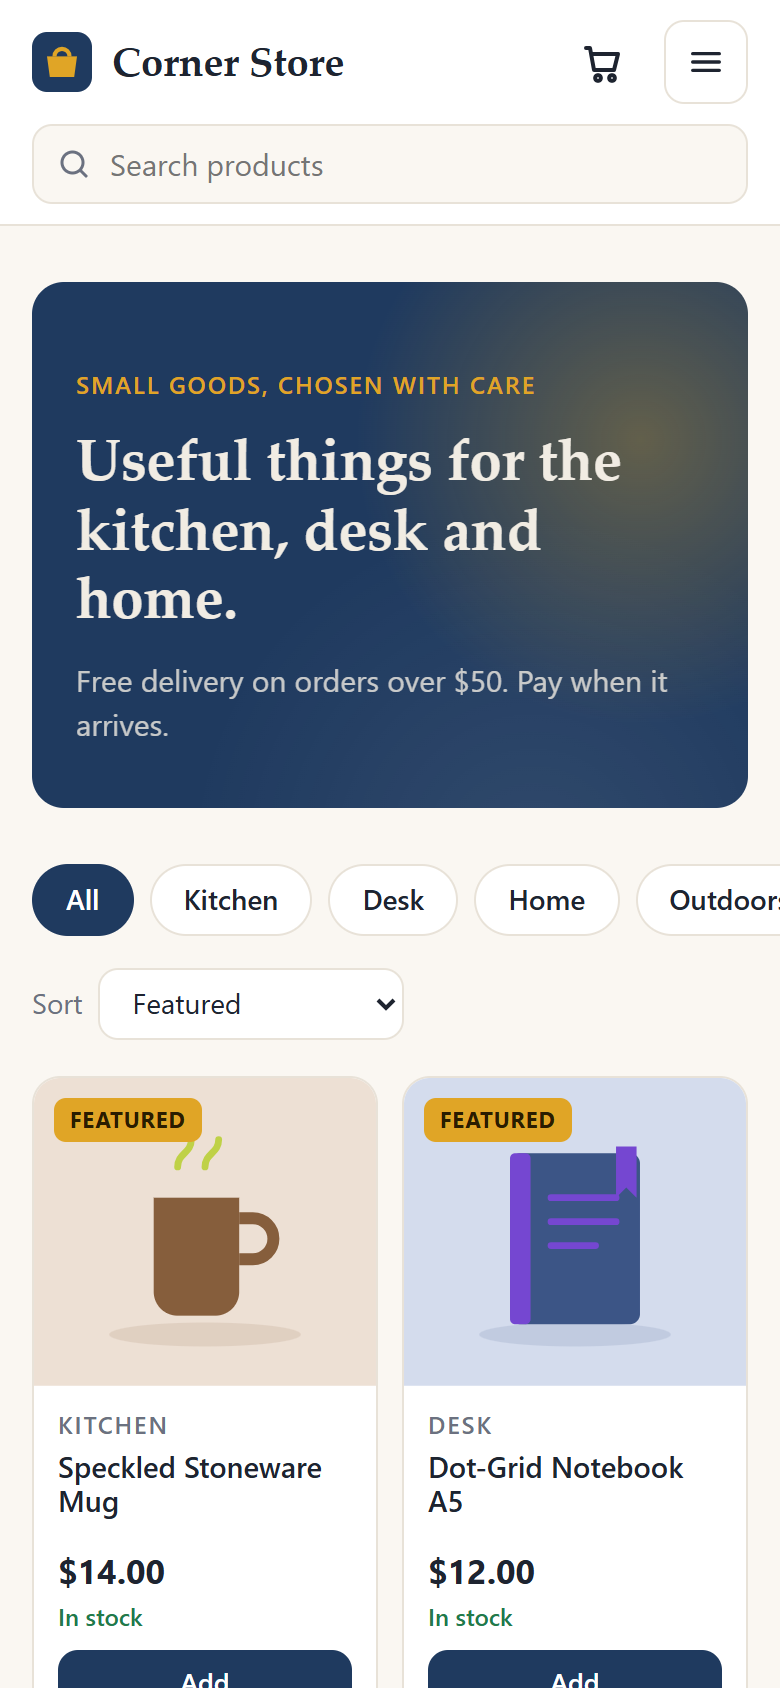 Corner Store
Search products
SMALL GOODS, CHOSEN WITH CARE
Useful things for the
kitchen, desk and
home.
Free delivery on orders over $50. Pay when it
arrives.
All
Kitchen
Desk
Home
Outdoors
Sort
Featured
FEATURED
FEATURED
KITCHEN
Speckled Stoneware
Mug
$14.00
In stock
Add
DESK
Dot-Grid Notebook
A5
$12.00
In stock
Add